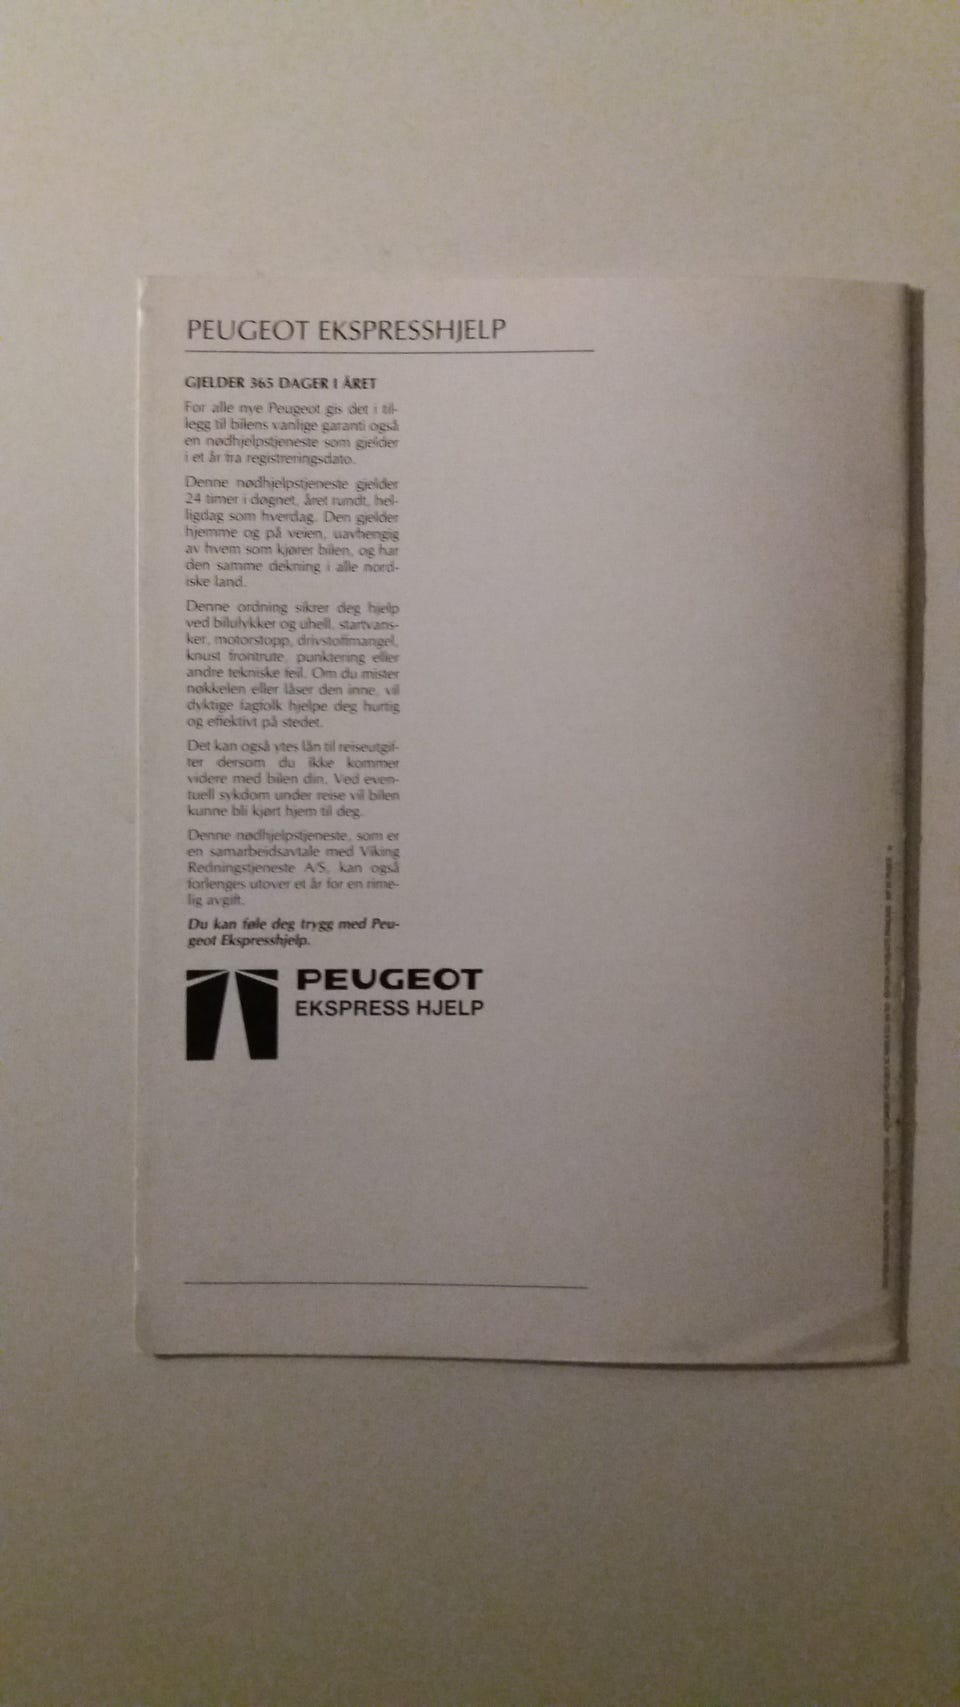 PEUGEOT EKSPRESSHJELP
GJELDER 365 DAGER I ÅRET
For alle nye Peugeot gis det i til-
legg til bilens vanlige garanti også
en nødhjelpstjeneste som gjelder
i et år fra registreringsdato.
Denne nødhjelpstjeneste gjelder
24 timer i døgnet, året rundt, hel-
ligdag som hverdag. Den gjelder
hjemme og på veien, uavhengig
av hvem som kjører bilen, og har
den samme dekning i alle nord-
iske land.
Denne ordning sikrer deg hjelp
ved bilulykker og uhell, startvans-
ker, motorstopp, drivstoffmangel,
knust frontrute, punktering eller
andre tekniske feil. Om du mister
nøkkelen eller låser den inne, vil
dyktige fagfolk hjelpe deg hurtig
og effektivt på stedet.
Det kan også ytes lån til reiseutgif-
ter dersom du ikke kommer
videre med bilen din. Ved even-
tuell sykdom under reise vil bilen
kunne bli kjørt hjem til deg.
Denne nødhjelpstjeneste, som er
en samarbeidsavtale med Viking
Redningstjeneste A/S, kan også
forlenges utover et år for en rime-
lig avgift.
Du kan føle deg trygg med Peu-
geot Ekspresshjelp.
PEUGEOT
EKSPRESS HJELP